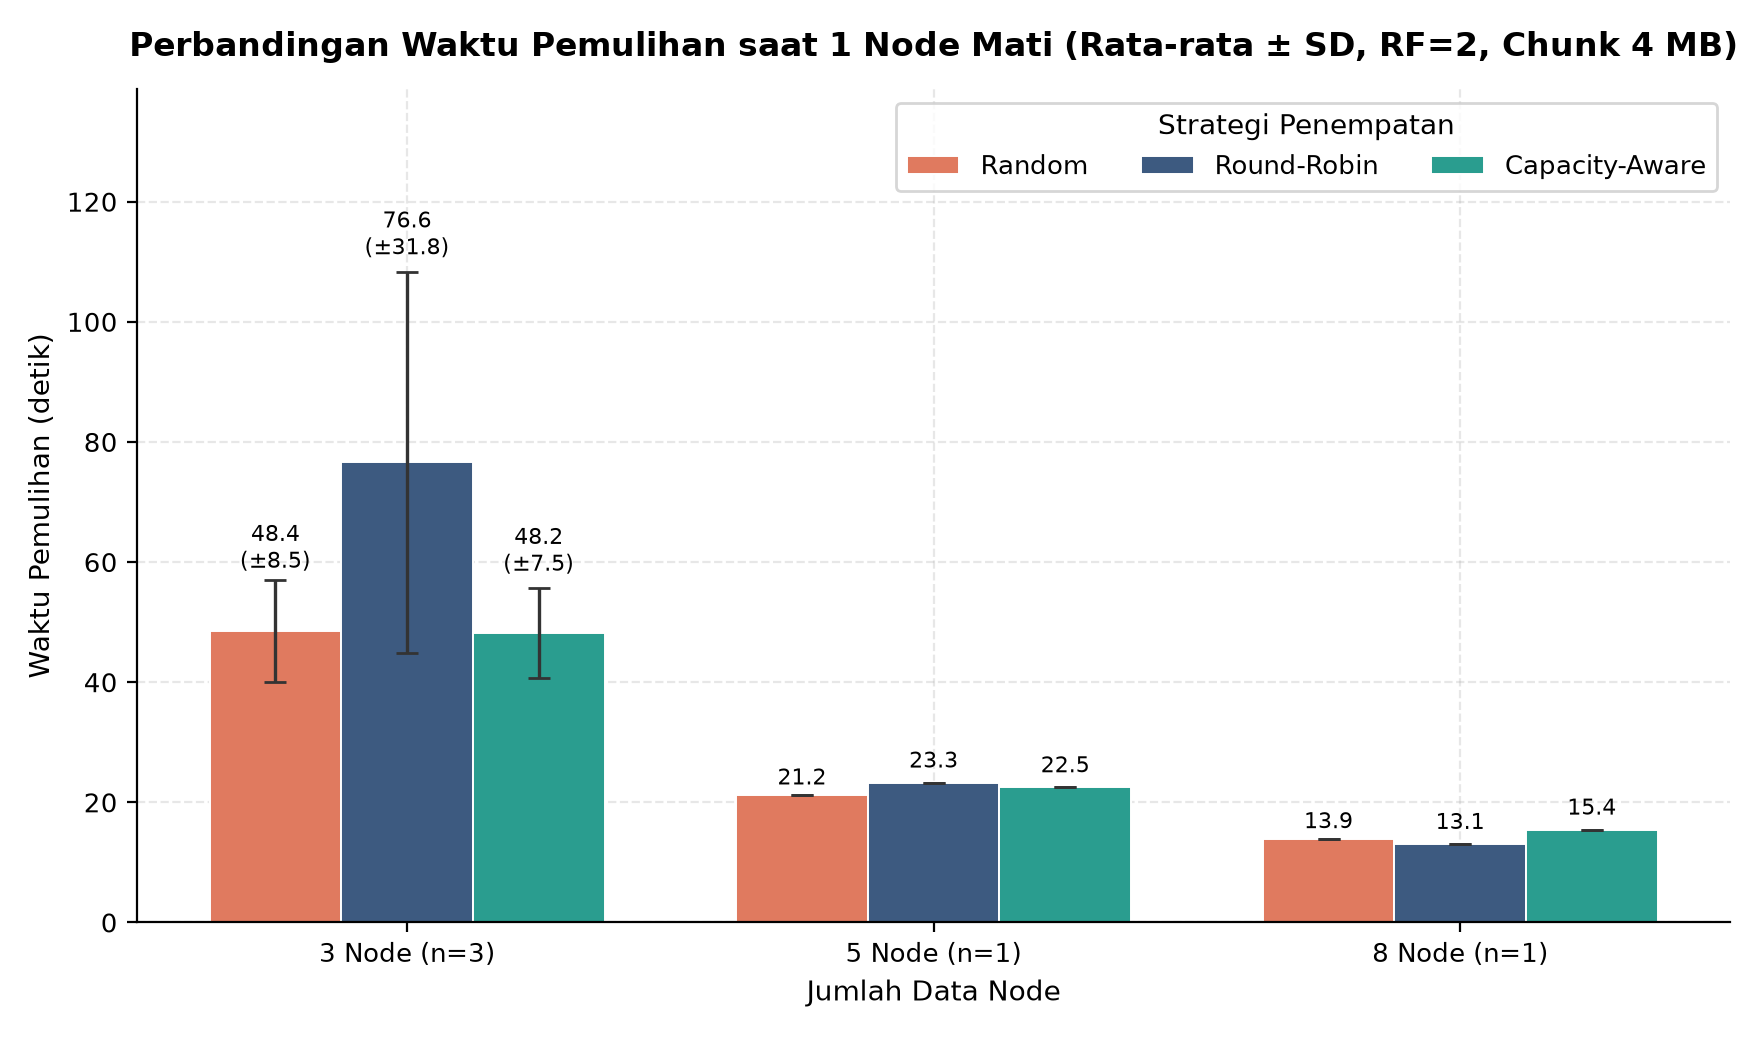 Perbandingan Waktu Pemulihan saat 1 Node Mati (Rata-rata ± SD, RF=2, Chunk 4 MB)
Strategi Penempatan
Random
Round-Robin
Capacity-Aware
Waktu Pemulihan (detik)
120
100
80
60
40
20
0
48.4
(±8.5)
76.6
(±31.8)
48.2
(±7.5)
21.2
23.3
22.5
13.9
13.1
15.4
3 Node (n=3)
5 Node (n=1)
8 Node (n=1)
Jumlah Data Node